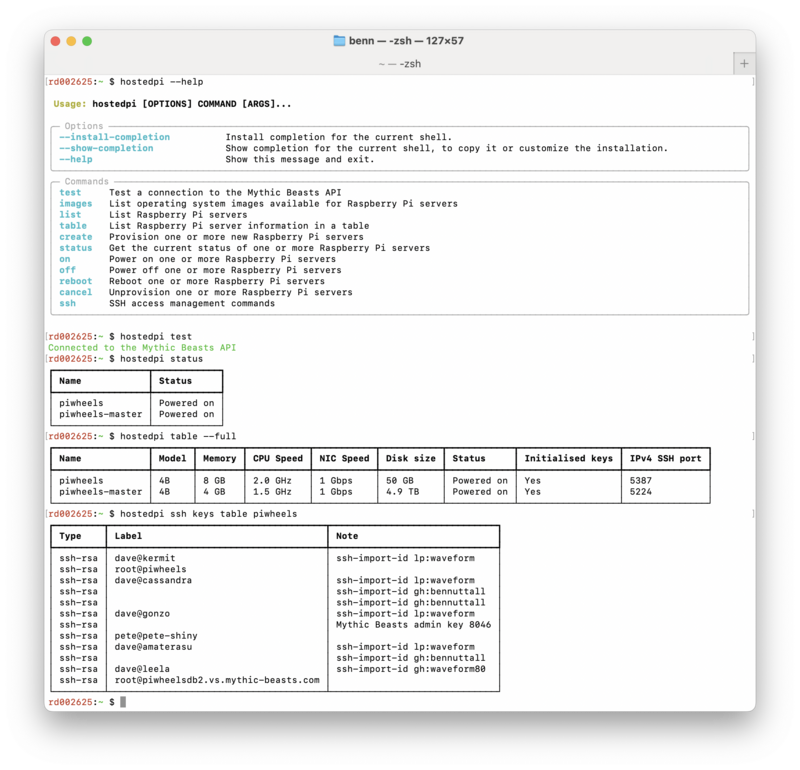 benn — -zsh — 127×57
~ — -zsh
+
[rd002625:~ $ hostedpi --help ]
Usage: hostedpi [OPTIONS] COMMAND [ARGS]...
Options
--install-completion Install completion for the current shell.
--show-completion Show completion for the current shell, to copy it or customize the installation.
--help Show this message and exit.
Commands
test Test a connection to the Mythic Beasts API
images List operating system images available for Raspberry Pi servers
list List Raspberry Pi servers
table List Raspberry Pi server information in a table
create Provision one or more new Raspberry Pi servers
status Get the current status of one or more Raspberry Pi servers
on Power on one or more Raspberry Pi servers
off Power off one or more Raspberry Pi servers
reboot Reboot one or more Raspberry Pi servers
cancel Unprovision one or more Raspberry Pi servers
ssh SSH access management commands
[rd002625:~ $ hostedpi test ]
Connected to the Mythic Beasts API
[rd002625:~ $ hostedpi status ]
Name Status
piwheels Powered on
piwheels-master Powered on
[rd002625:~ $ hostedpi table --full ]
Name Model Memory CPU Speed NIC Speed Disk size Status Initialised keys IPv4 SSH port
piwheels 4B 8 GB 2.0 GHz 1 Gbps 50 GB Powered on Yes 5387
piwheels-master 4B 4 GB 1.5 GHz 1 Gbps 4.9 TB Powered on Yes 5224
[rd002625:~ $ hostedpi ssh keys table piwheels ]
Type Label Note
ssh-rsa dave@kermit ssh-import-id lp:waveform
ssh-rsa root@piwheels
ssh-rsa dave@cassandra ssh-import-id lp:waveform
ssh-rsa ssh-import-id gh:bennuttall
ssh-rsa ssh-import-id gh:bennuttall
ssh-rsa dave@gonzo ssh-import-id lp:waveform
ssh-rsa Mythic Beasts admin key 8046
ssh-rsa pete@pete-shiny
ssh-rsa dave@amaterasu ssh-import-id lp:waveform
ssh-rsa ssh-import-id gh:bennuttall
ssh-rsa dave@leela ssh-import-id gh:waveform80
ssh-rsa root@piwheelsdb2.vs.mythic-beasts.com
rd002625:~ $